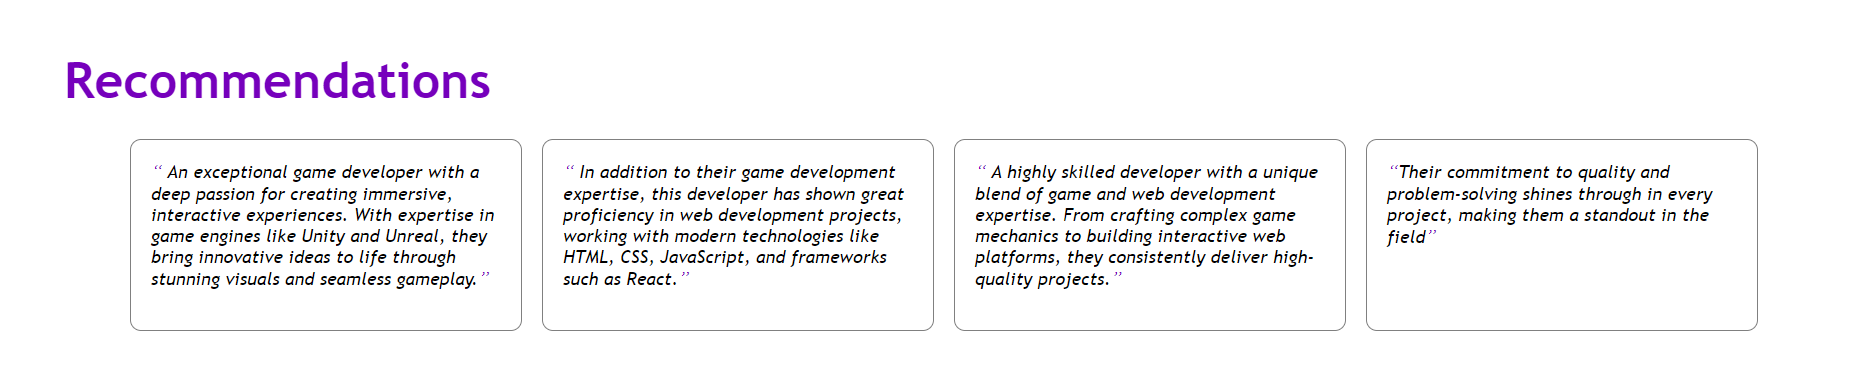 Recommendations
“ An exceptional game developer with a
deep passion for creating immersive,
interactive experiences. With expertise in
game engines like Unity and Unreal, they
bring innovative ideas to life through
stunning visuals and seamless gameplay.”
“ In addition to their game development
expertise, this developer has shown great
proficiency in web development projects,
working with modern technologies like
HTML, CSS, JavaScript, and frameworks
such as React.”
“ A highly skilled developer with a unique
blend of game and web development
expertise. From crafting complex game
mechanics to building interactive web
platforms, they consistently deliver high-
quality projects.”
“Their commitment to quality and
problem-solving shines through in every
project, making them a standout in the
field”